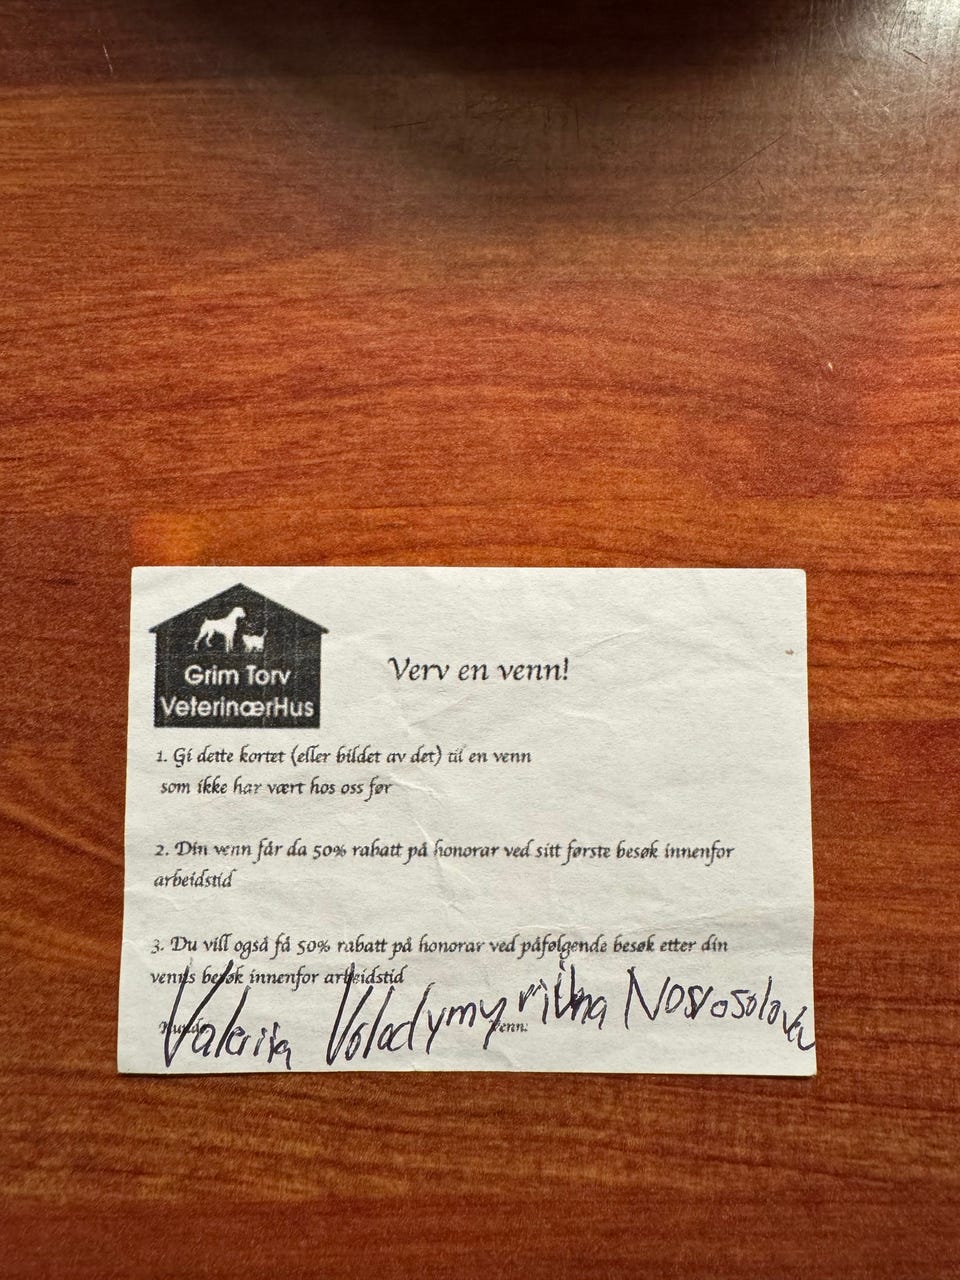 Grim Torv
VeterinærHus
Verv en venn!
1. Gi dette kortet (eller bildet av det) til en venn
som ikke har vært hos oss før
2. Din venn får da 50% rabatt på honorar ved sitt første besøk innenfor
arbeidstid
3. Du vill også få 50% rabatt på honorar ved påfølgende besøk etter din
venns besøk innenfor arbeidstid
Kunde: Venn:
Valeriia Volodymyrivna Novosolova